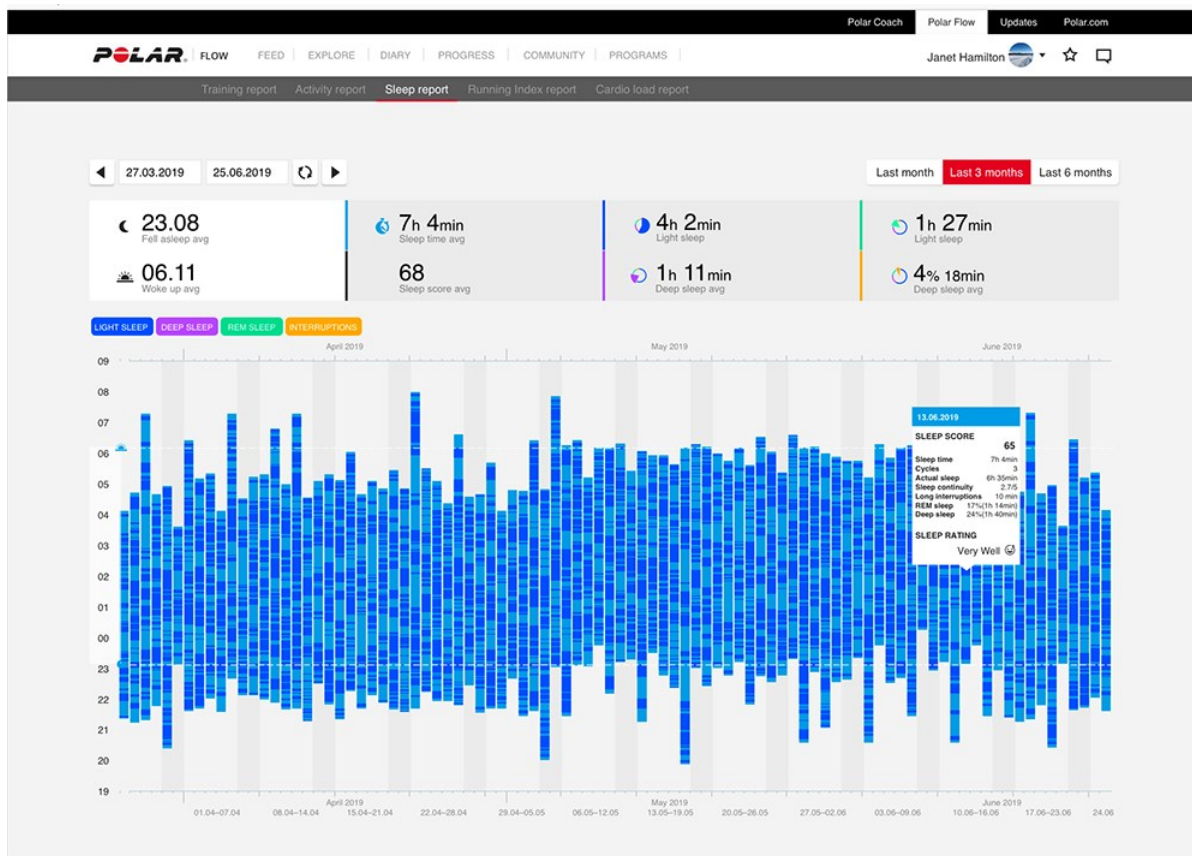 Polar Coach Polar Flow Updates Polar.com
POLAR. FLOW FEED EXPLORE DIARY PROGRESS COMMUNITY PROGRAMS Janet Hamilton
Training report Activity report Sleep report Running Index report Cardio load report
27.03.2019 25.06.2019 Last month Last 3 months Last 6 months
23.08 7h 4min 4h 2min 1h 27min
Fell asleep avg Sleep time avg Light sleep Light sleep
06.11 68 1h 11min 4% 18min
Woke up avg Sleep score avg Deep sleep avg Deep sleep avg
LIGHT SLEEP DEEP SLEEP REM SLEEP INTERRUPTIONS
April 2019 May 2019 June 2019
09
08
07
06
05
04
03
02
01
00
23
22
21
20
19
13.06.2019
SLEEP SCORE
65
Sleep time 7h 4min
Cycles 3
Actual sleep 6h 35min
Sleep continuity 2.7/5
Long interruptions 10 min
REM sleep 17%(1h 14min)
Deep sleep 24%(1h 40min)
SLEEP RATING
Very Well
April 2019 May 2019 June 2019
01.04–07.04 08.04–14.04 15.04–21.04 22.04–28.04 29.04–05.05 06.05–12.05 13.05–19.05 20.05–26.05 27.05–02.06 03.06–09.06 10.06–16.06 17.06–23.06 24.06